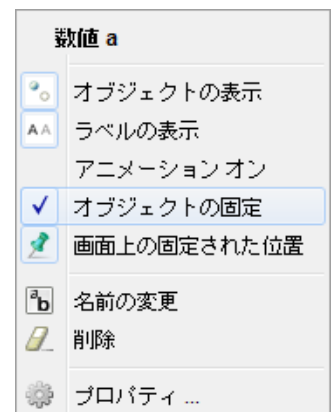 数値 a
オブジェクトの表示
AA ラベルの表示
アニメーション オン
オブジェクトの固定
画面上の固定された位置
ab 名前の変更
削除
プロパティ ...